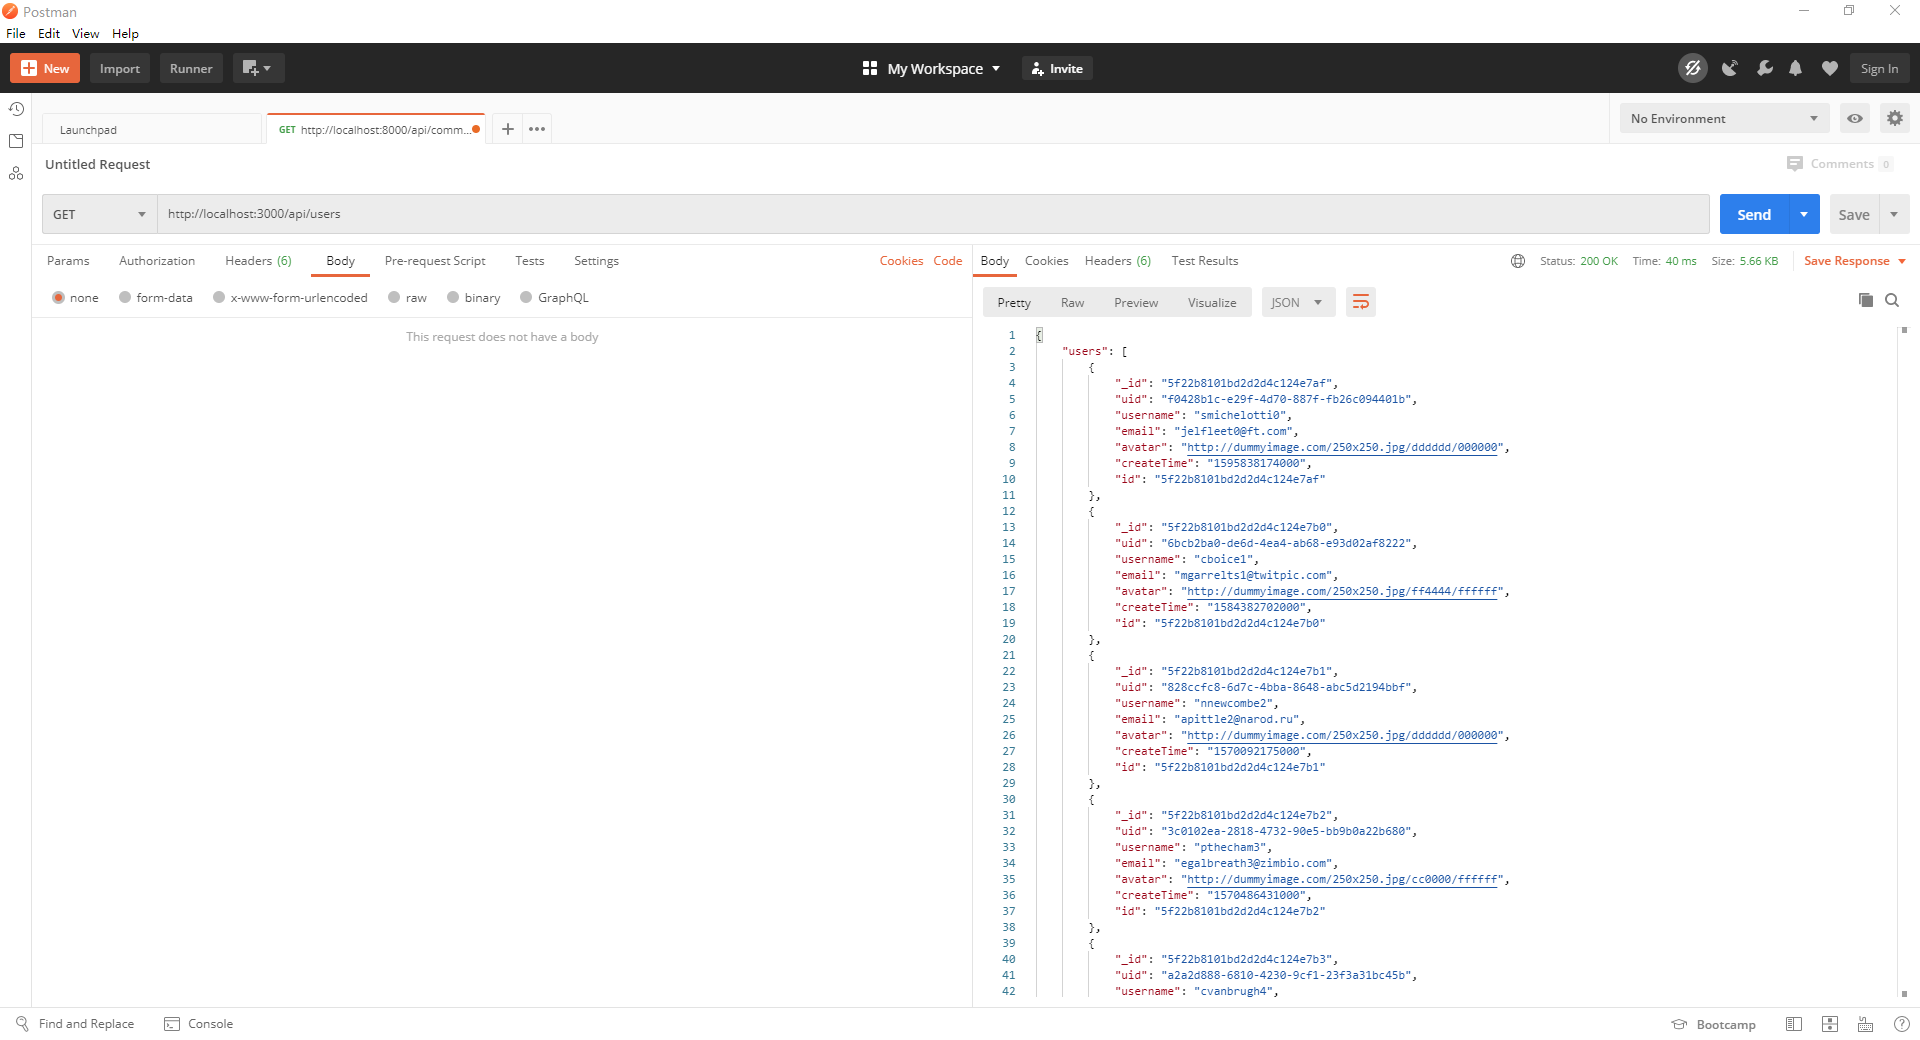 Postman
File Edit View Help
New Import Runner My Workspace Invite Sign In
Launchpad GET http://localhost:8000/api/comm... No Environment
Untitled Request Comments 0
GET http://localhost:3000/api/users Send Save
Params Authorization Headers (6) Body Pre-request Script Tests Settings Cookies Code
none form-data x-www-form-urlencoded raw binary GraphQL
This request does not have a body
Body Cookies Headers (6) Test Results Status: 200 OK Time: 40 ms Size: 5.66 KB Save Response
Pretty Raw Preview Visualize JSON
1 {
2 "users": [
3 {
4 "_id": "5f22b8101bd2d2d4c124e7af",
5 "uid": "f0428b1c-e29f-4d70-887f-fb26c094401b",
6 "username": "smichelotti0",
7 "email": "jelfleet0@ft.com",
8 "avatar": "http://dummyimage.com/250x250.jpg/dddddd/000000",
9 "createTime": "1595838174000",
10 "id": "5f22b8101bd2d2d4c124e7af"
11 },
12 {
13 "_id": "5f22b8101bd2d2d4c124e7b0",
14 "uid": "6bcb2ba0-de6d-4ea4-ab68-e93d02af8222",
15 "username": "cboice1",
16 "email": "mgarrelts1@twitpic.com",
17 "avatar": "http://dummyimage.com/250x250.jpg/ff4444/ffffff",
18 "createTime": "1584382702000",
19 "id": "5f22b8101bd2d2d4c124e7b0"
20 },
21 {
22 "_id": "5f22b8101bd2d2d4c124e7b1",
23 "uid": "828ccfc8-6d7c-4bba-8648-abc5d2194bbf",
24 "username": "nnewcombe2",
25 "email": "apittle2@narod.ru",
26 "avatar": "http://dummyimage.com/250x250.jpg/dddddd/000000",
27 "createTime": "1570092175000",
28 "id": "5f22b8101bd2d2d4c124e7b1"
29 },
30 {
31 "_id": "5f22b8101bd2d2d4c124e7b2",
32 "uid": "3c0102ea-2818-4732-90e5-bb9b0a22b680",
33 "username": "pthecham3",
34 "email": "egalbreath3@zimbio.com",
35 "avatar": "http://dummyimage.com/250x250.jpg/cc0000/ffffff",
36 "createTime": "1570486431000",
37 "id": "5f22b8101bd2d2d4c124e7b2"
38 },
39 {
40 "_id": "5f22b8101bd2d2d4c124e7b3",
41 "uid": "a2a2d888-6810-4230-9cf1-23f3a31bc45b",
42 "username": "cvanbrugh4",
Find and Replace Console Bootcamp